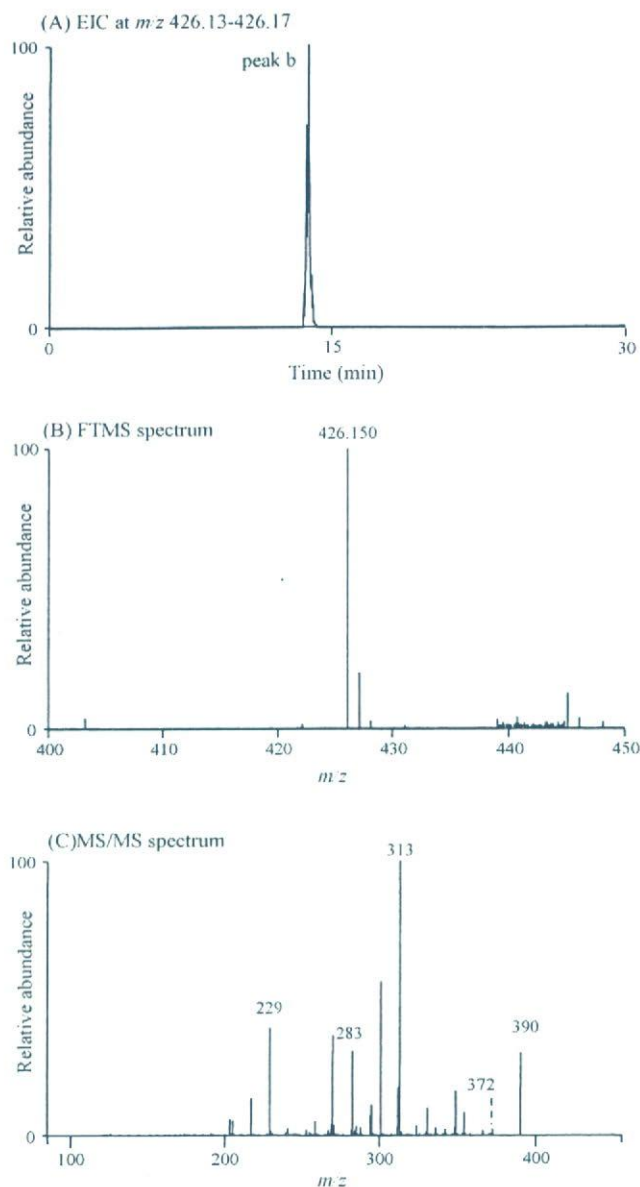 (A) EIC at m/z 426.13-426.17
100
peak b
Relative abundance
0
0
15
30
Time (min)
(B) FTMS spectrum
426.150
100
Relative abundance
0
400
410
420
430
440
450
m/z
(C)MS/MS spectrum
313
100
229
283
390
372
Relative abundance
0
100
200
300
400
m/z